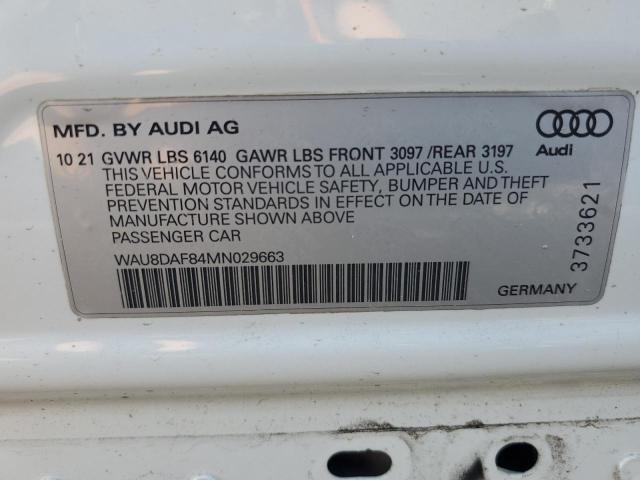 MFD. BY AUDI AG
Audi
10 21 GVWR LBS 6140 GAWR LBS FRONT 3097 /REAR 3197
THIS VEHICLE CONFORMS TO ALL APPLICABLE U.S.
FEDERAL MOTOR VEHICLE SAFETY, BUMPER AND THEFT
PREVENTION STANDARDS IN EFFECT ON THE DATE OF
MANUFACTURE SHOWN ABOVE
PASSENGER CAR
WAU8DAF84MN029663
GERMANY
3733621